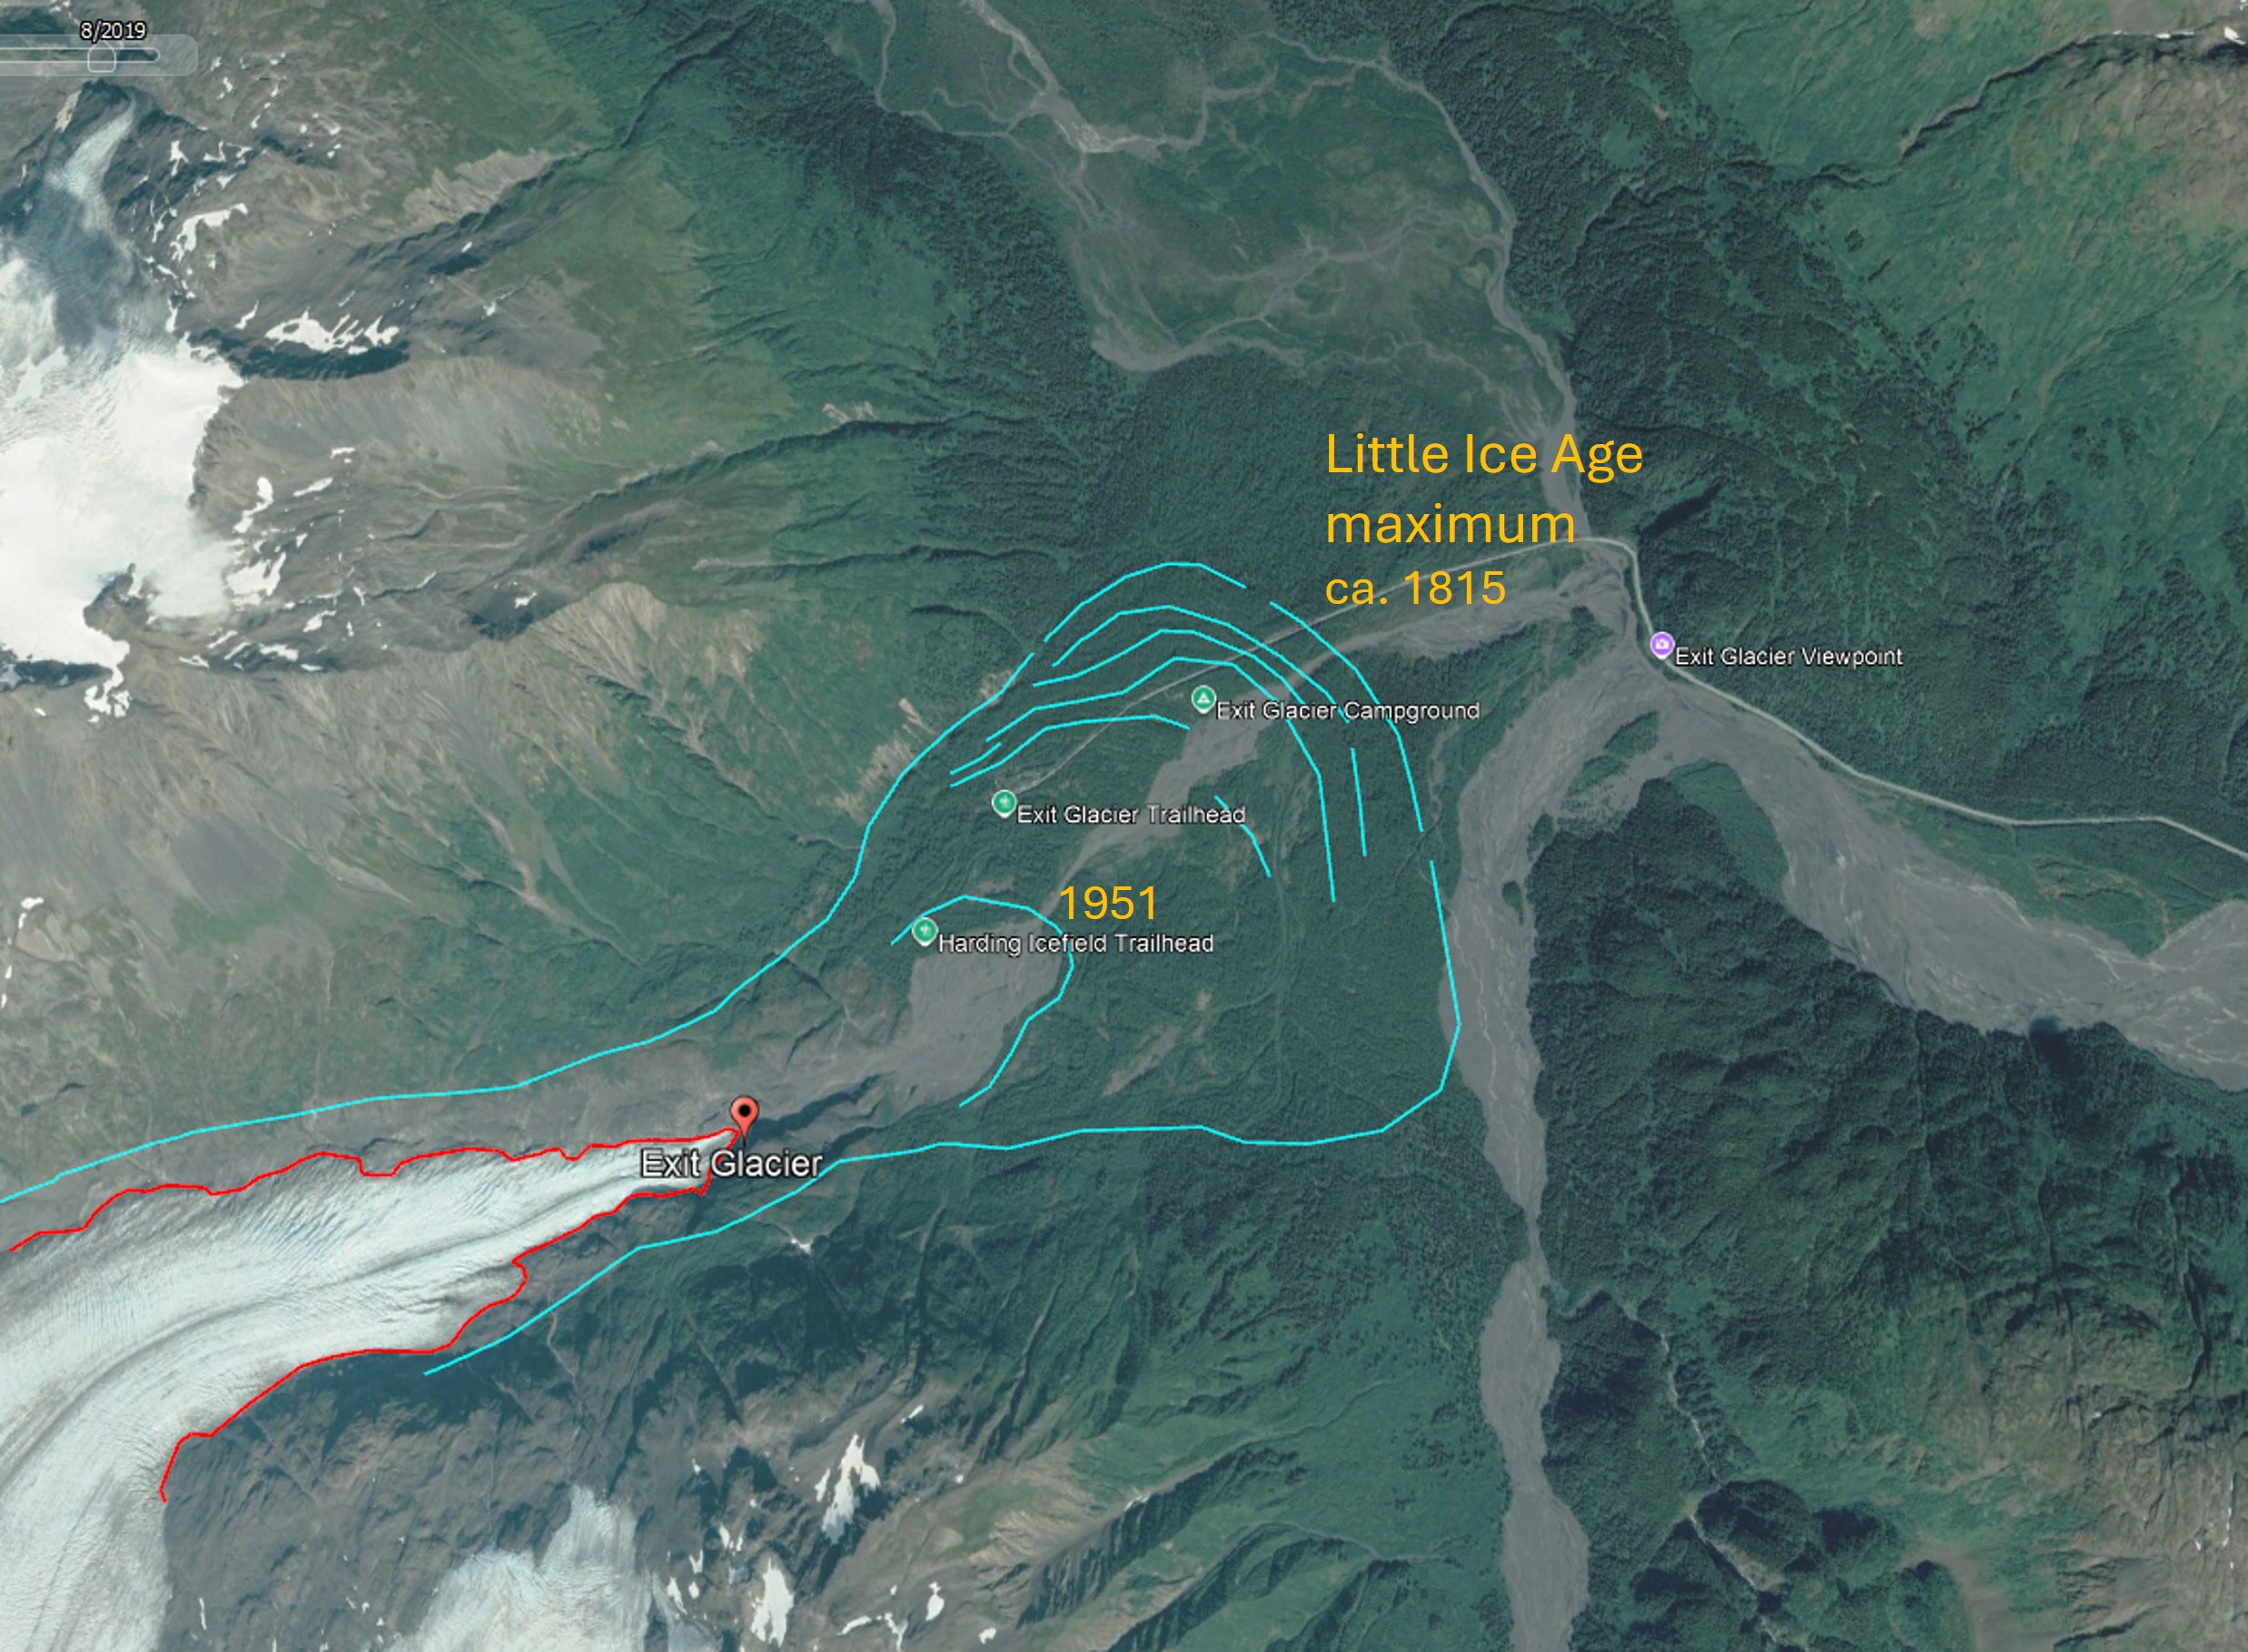 8/2019
Little Ice Age
maximum
ca. 1815
Exit Glacier Viewpoint
Exit Glacier Campground
Exit Glacier Trailhead
1951
Harding Icefield Trailhead
Exit Glacier